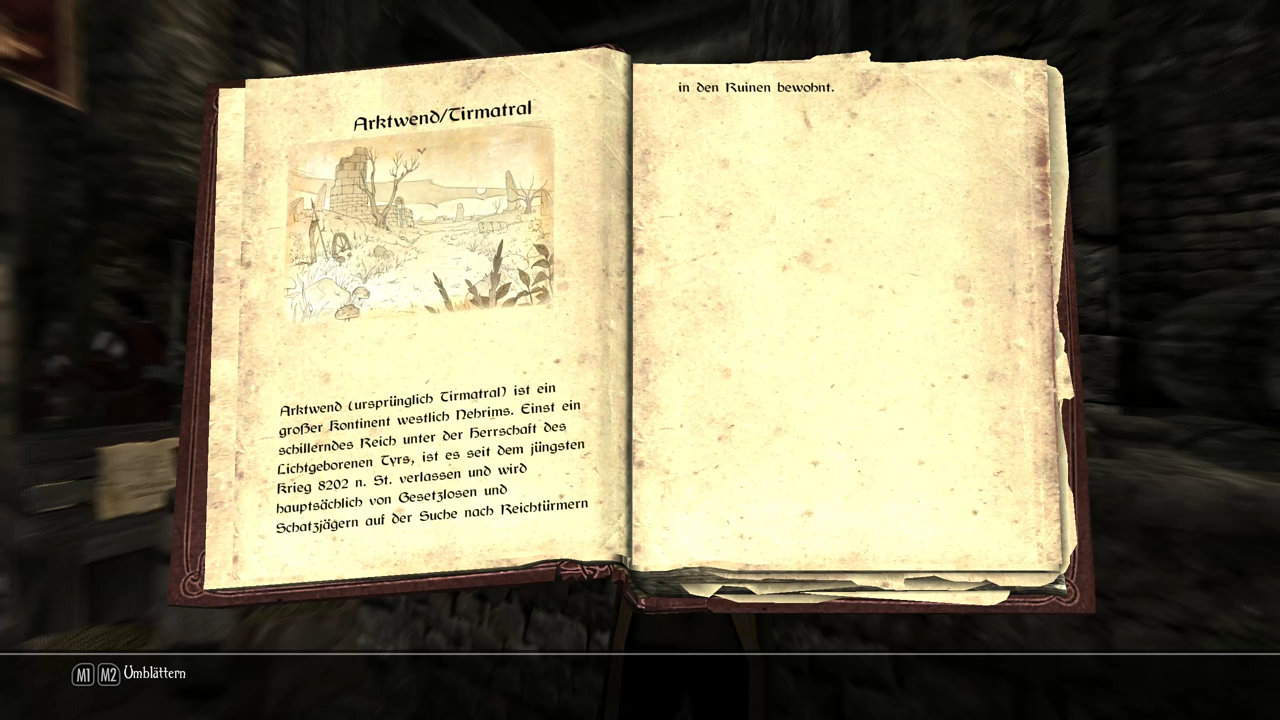 Arktwend/Tirmatral
Arktwend (ursprünglich Tirmatral) ist ein
großer Kontinent westlich Nehrims. Einst ein
schillerndes Reich unter der Herrschaft des
Lichtgeborenen Tyrs, ist es seit dem jüngsten
Krieg 8202 n. St. verlassen und wird
hauptsächlich von Gesetzlosen und
Schatzjägern auf der Suche nach Reichtürmern
in den Ruinen bewohnt.
M1 M2 Umblättern